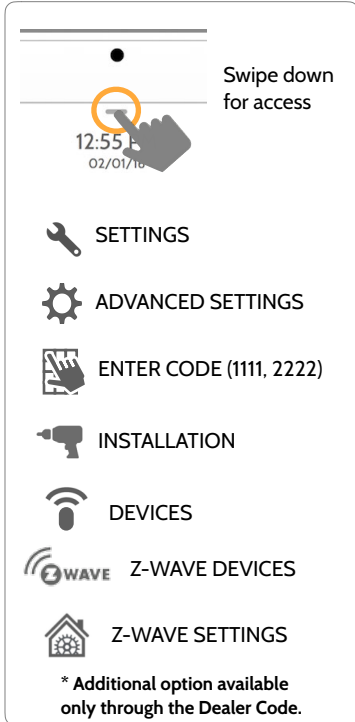 Swipe down
for access
12:55
02/01/
SETTINGS
ADVANCED SETTINGS
ENTER CODE (1111, 2222)
INSTALLATION
DEVICES
Z WAVE Z-WAVE DEVICES
Z-WAVE SETTINGS
* Additional option available
only through the Dealer Code.